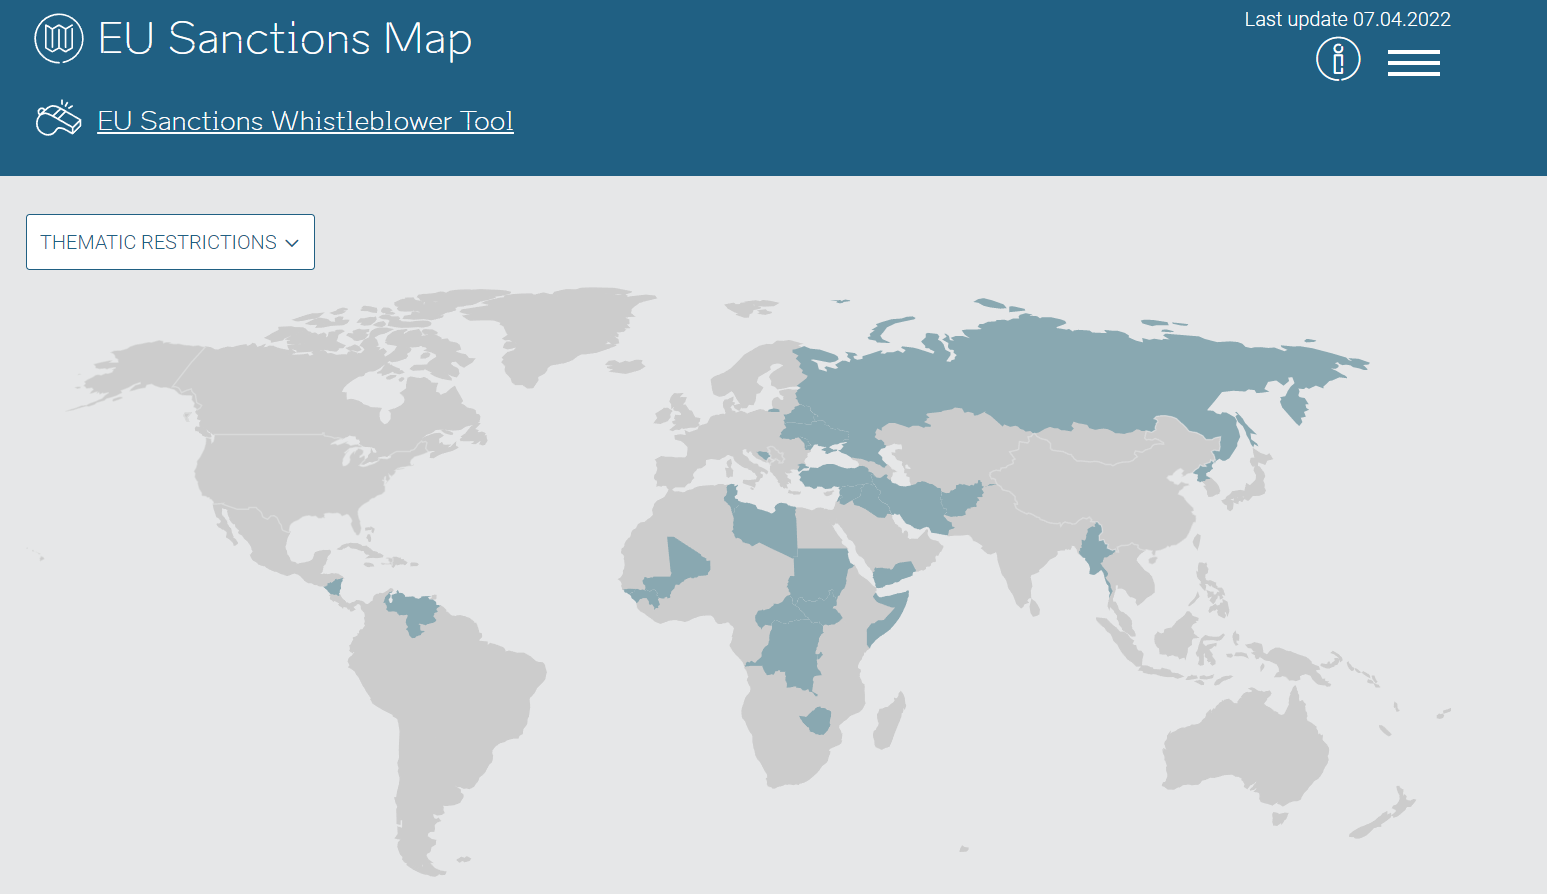 EU Sanctions Map
Last update 07.04.2022
EU Sanctions Whistleblower Tool
THEMATIC RESTRICTIONS